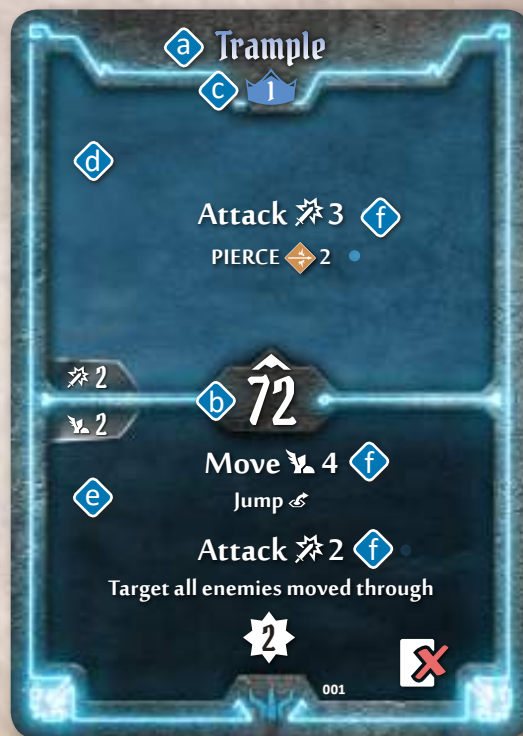 a Trample
c 1
d
Attack 3 f
PIERCE 2
2
b 72
2
Move 4 f
e
Jump
Attack 2 f
Target all enemies moved through
2
001